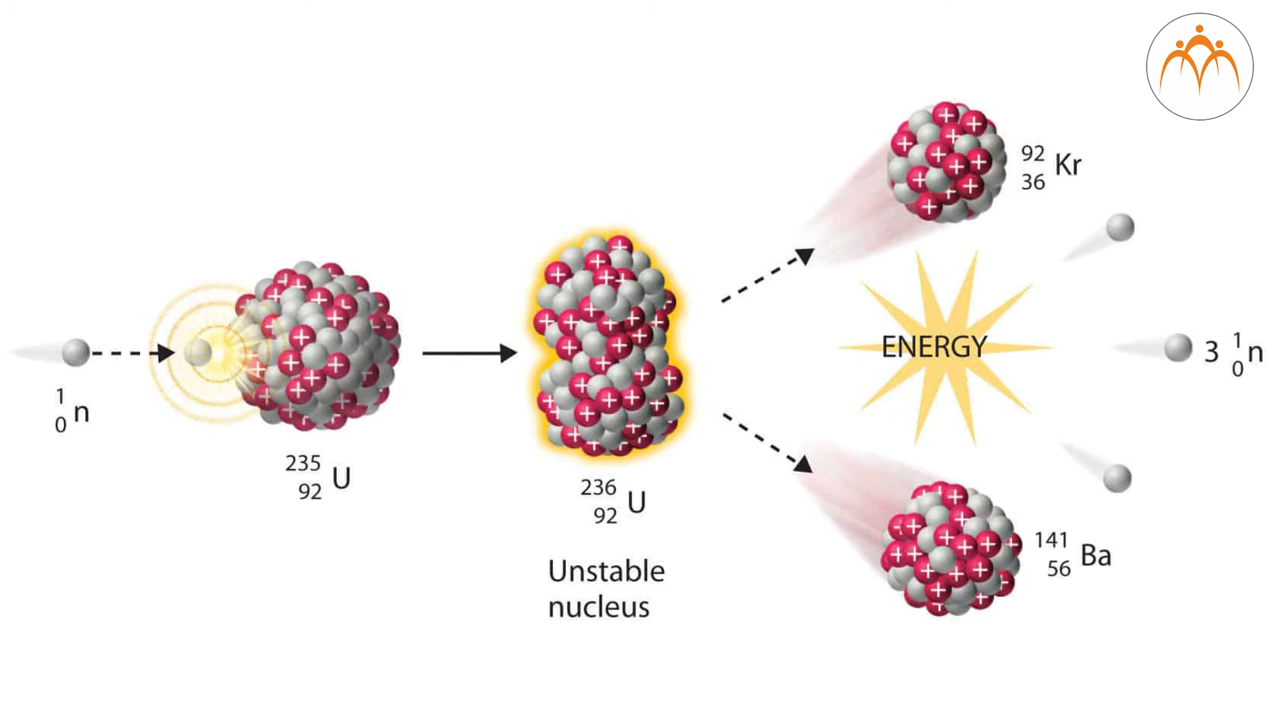 1
0 n
235
92 U
236
92 U
Unstable
nucleus
92
36 Kr
ENERGY
3 1
0 n
141
56 Ba